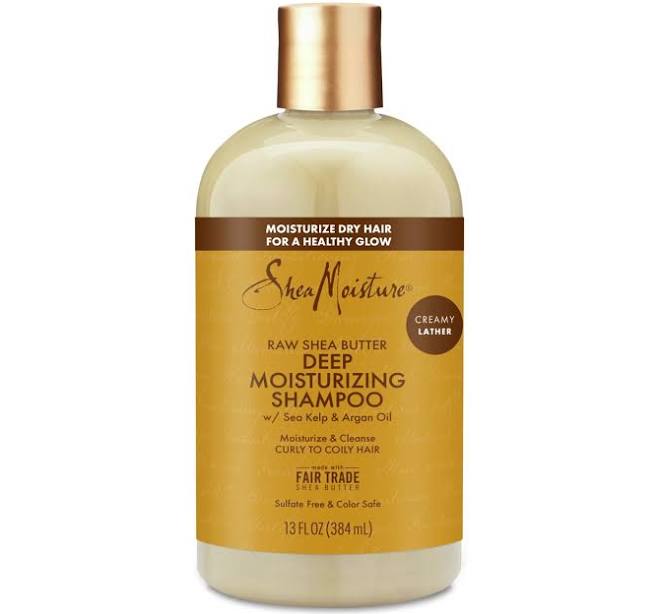 MOISTURIZE DRY HAIR
FOR A HEALTHY GLOW
SheaMoisture®
CREAMY
LATHER
RAW SHEA BUTTER
DEEP
MOISTURIZING
SHAMPOO
w/ Sea Kelp & Argan Oil
Moisturize & Cleanse
CURLY TO COILY HAIR
made with
FAIR TRADE
SHEA BUTTER
Sulfate Free & Color Safe
13 FL OZ (384 mL)